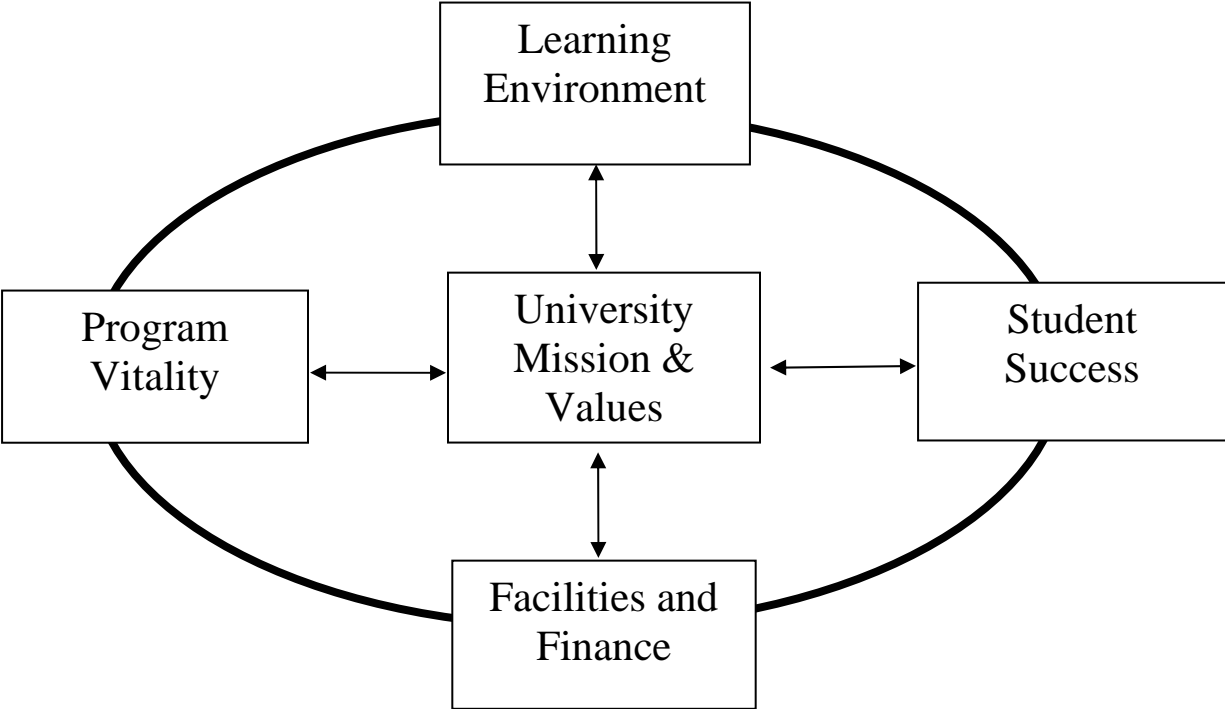 Learning
Environment
Program
Vitality
University
Mission &
Values
Student
Success
Facilities and
Finance